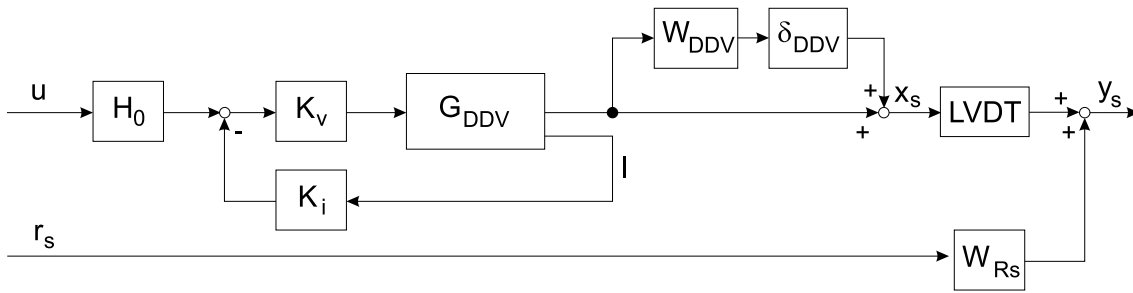 W_DDV
δ_DDV
+
x_s
+
y_s
u
H_0
K_v
G_DDV
LVDT
-
+
+
K_i
I
r_s
W_Rs